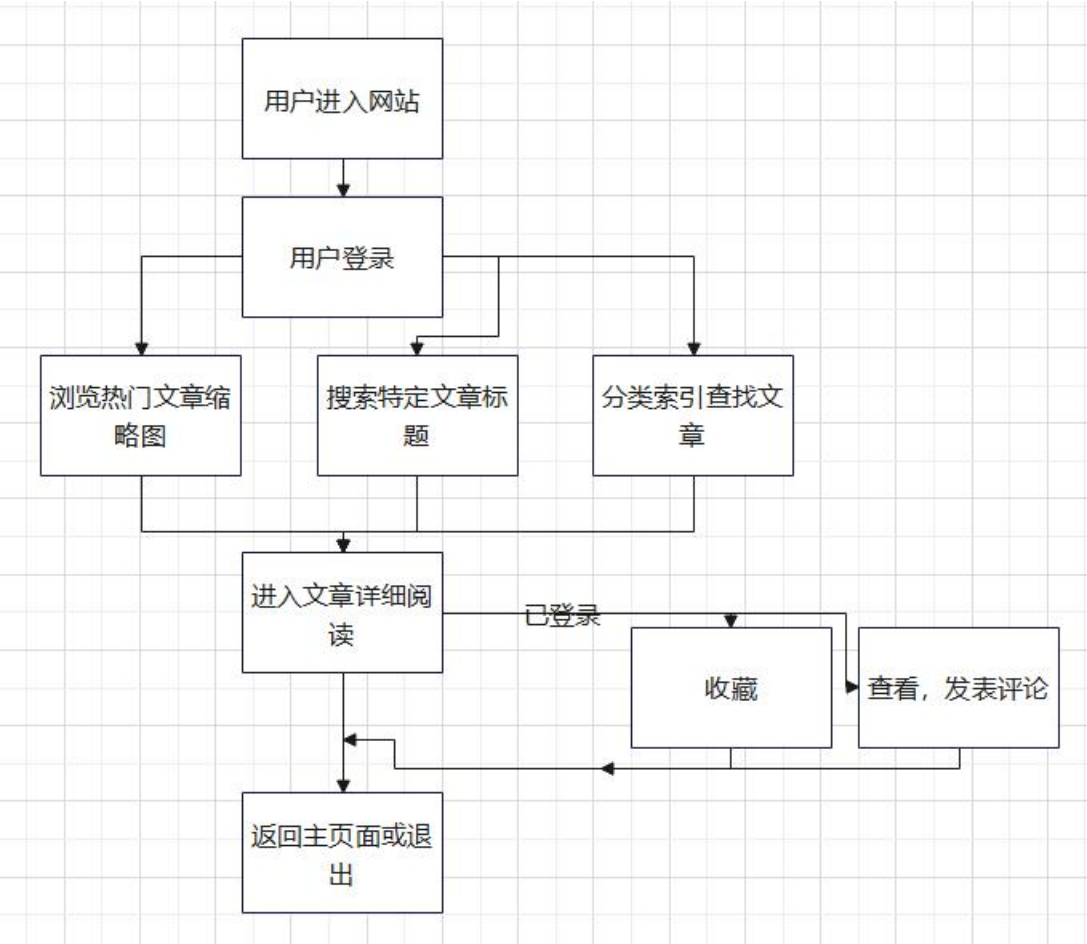 用户进入网站
用户登录
浏览热门文章缩
略图
搜索特定文章标
题
分类索引查找文
章
进入文章详细阅
读
已登录
收藏
查看，发表评论
返回主页面或退
出